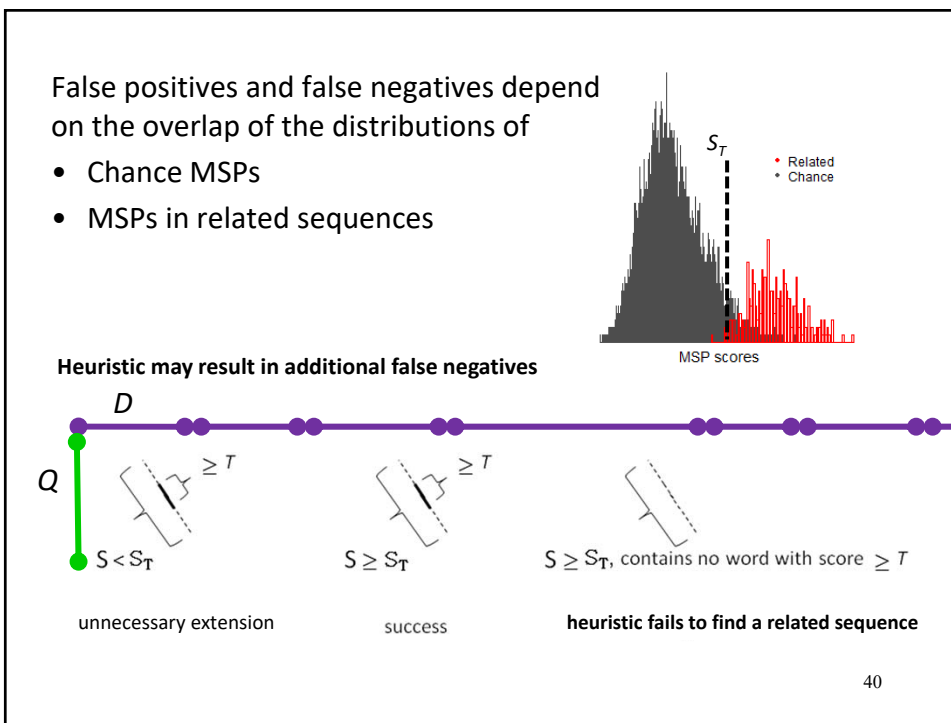 False positives and false negatives depend
on the overlap of the distributions of
• Chance MSPs
• MSPs in related sequences
S_T
Related
Chance
MSP scores
Heuristic may result in additional false negatives
D
Q
≥ T
≥ T
S < S_T
S ≥ S_T
S ≥ S_T, contains no word with score ≥ T
unnecessary extension
success
heuristic fails to find a related sequence
40